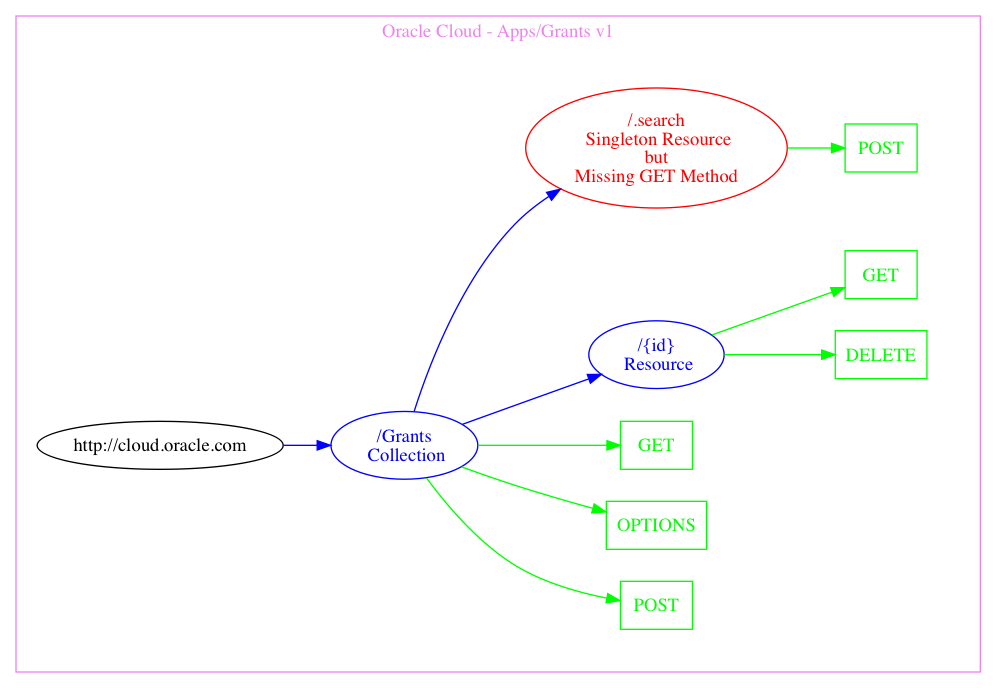 Oracle Cloud - Apps/Grants v1
/.search
Singleton Resource
but
Missing GET Method
POST
GET
/{id}
Resource
DELETE
http://cloud.oracle.com
/Grants
Collection
GET
OPTIONS
POST